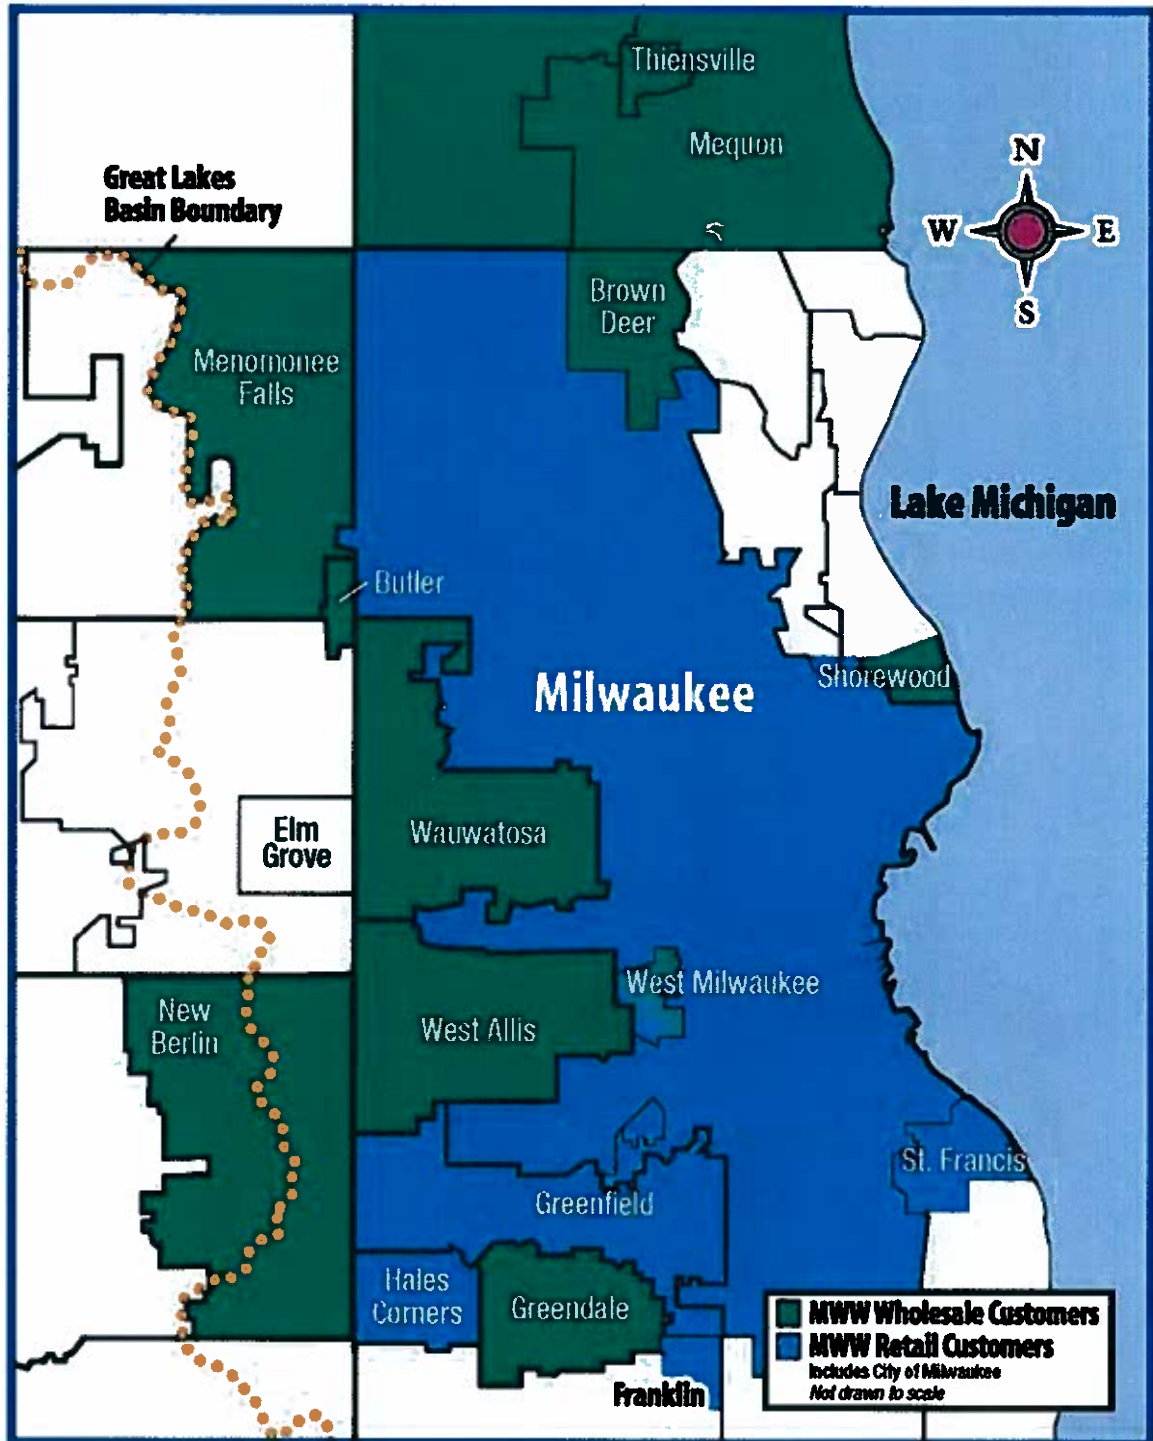 Thiensville
Mequon
Great Lakes
Basin Boundary
N
W
E
S
Brown
Deer
Menomonee
Falls
Lake Michigan
Butler
Milwaukee
Shorewood
Elm
Grove
Wauwatosa
New
Berlin
West Milwaukee
West Allis
St. Francis
Greenfield
Hales
Corners
Greendale
Franklin
MWW Wholesale Customers
MWW Retail Customers
Includes City of Milwaukee
Not drawn to scale